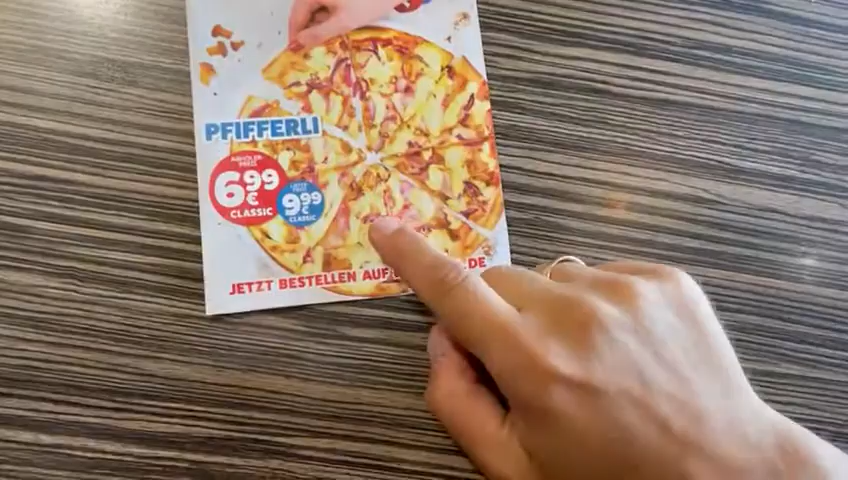 PFIFFERLI
ABHOLER-
PREIS
6.99
€
CLASSIC
LIEFER
PREIS
9.99
€
CLASSIC
JETZT BESTELLEN AUF .DE